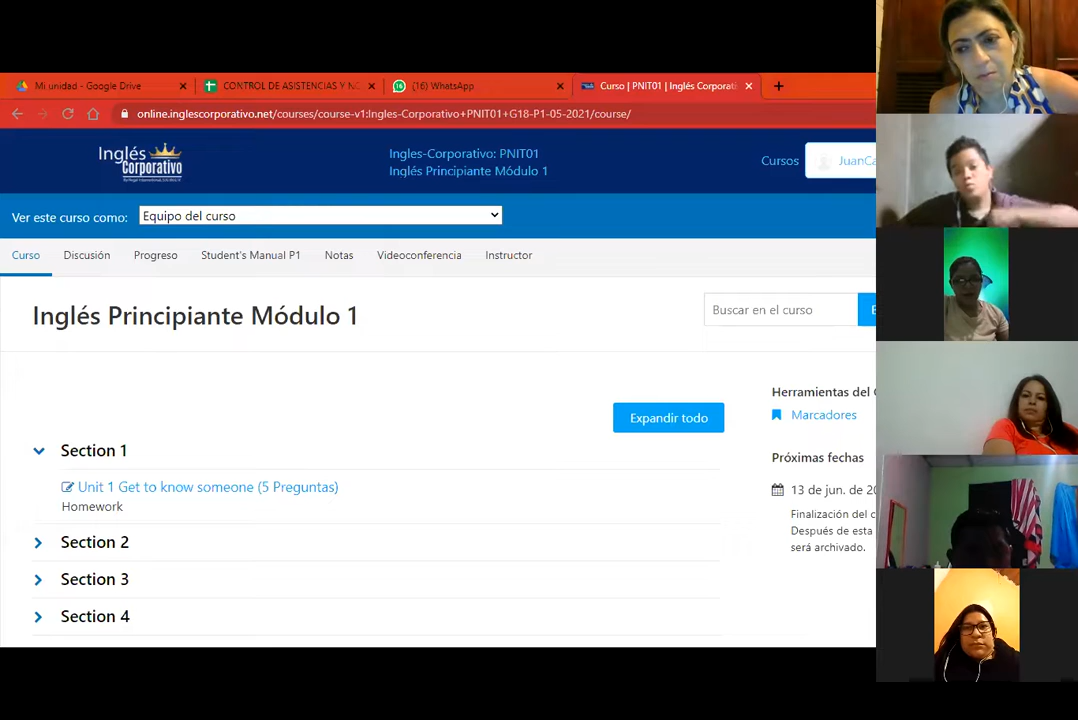 Mi unidad - Google Drive
CONTROL DE ASISTENCIAS Y NO
(16) WhatsApp
Curso | PNIT01 | Inglés Corporati
online.inglescorporativo.net/courses/course-v1:Ingles-Corporativo+PNIT01+G18-P1-05-2021/course/
Inglés
Corporativo
Ingles-Corporativo: PNIT01
Inglés Principiante Módulo 1
Cursos
JuanCa
Ver este curso como:
Equipo del curso
Curso
Discusión
Progreso
Student's Manual P1
Notas
Videoconferencia
Instructor
Inglés Principiante Módulo 1
Buscar en el curso
Expandir todo
Section 1
Unit 1 Get to know someone (5 Preguntas)
Homework
Section 2
Section 3
Section 4
Herramientas del
Marcadores
Próximas fechas
13 de jun. de 20
Finalización del c
Después de esta
será archivado.